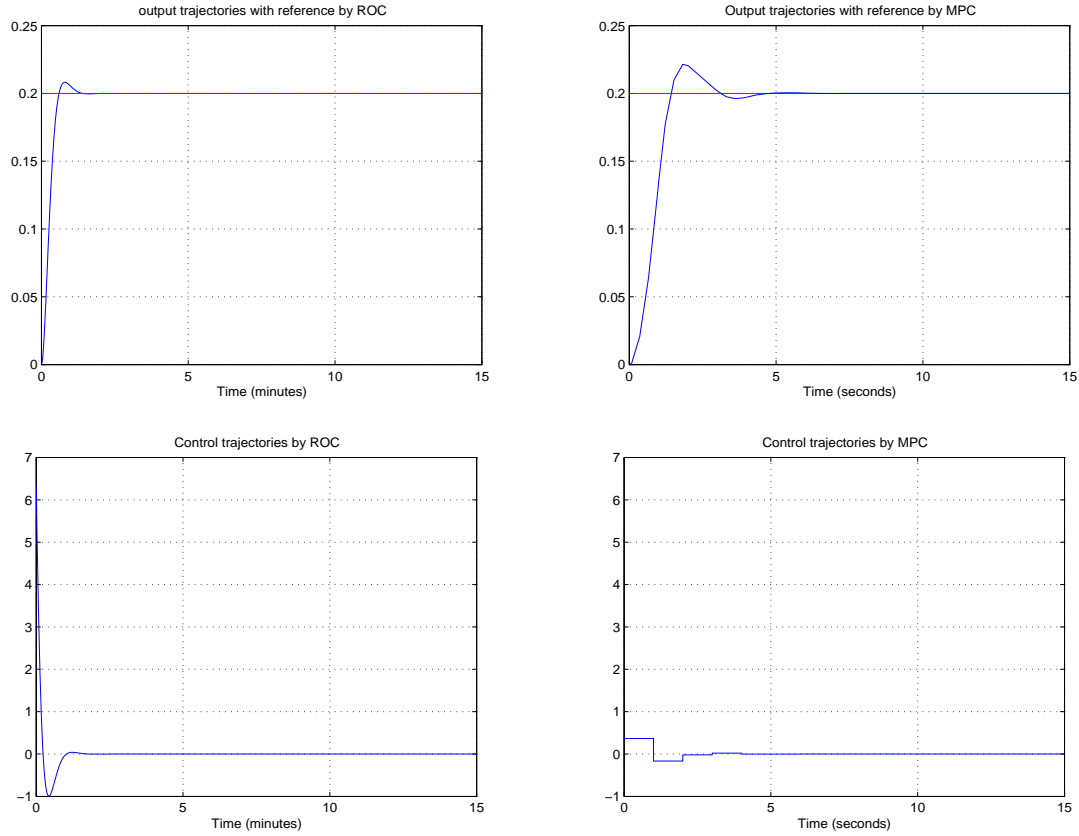 output trajectories with reference by ROC
0.25
0.2
0.15
0.1
0.05
0
0 5 10 15
Time (minutes)
Output trajectories with reference by MPC
0.25
0.2
0.15
0.1
0.05
0
0 5 10 15
Time (seconds)
Control trajectories by ROC
7
6
5
4
3
2
1
0
−1
0 5 10 15
Time (minutes)
Control trajectories by MPC
7
6
5
4
3
2
1
0
−1
0 5 10 15
Time (seconds)